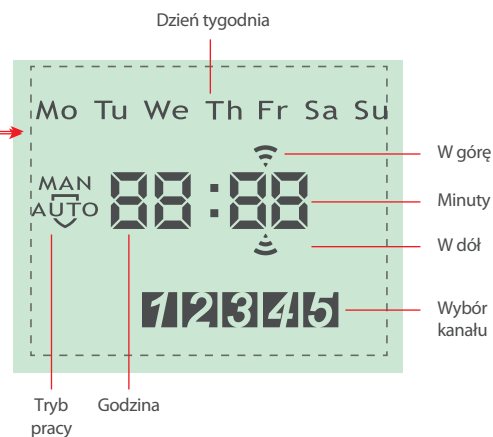 Dzień tygodnia
Mo Tu We Th Fr Sa Su
W górę
MAN
AUTO
88:88
Minuty
W dół
12345
Wybór
kanału
Tryb
pracy
Godzina